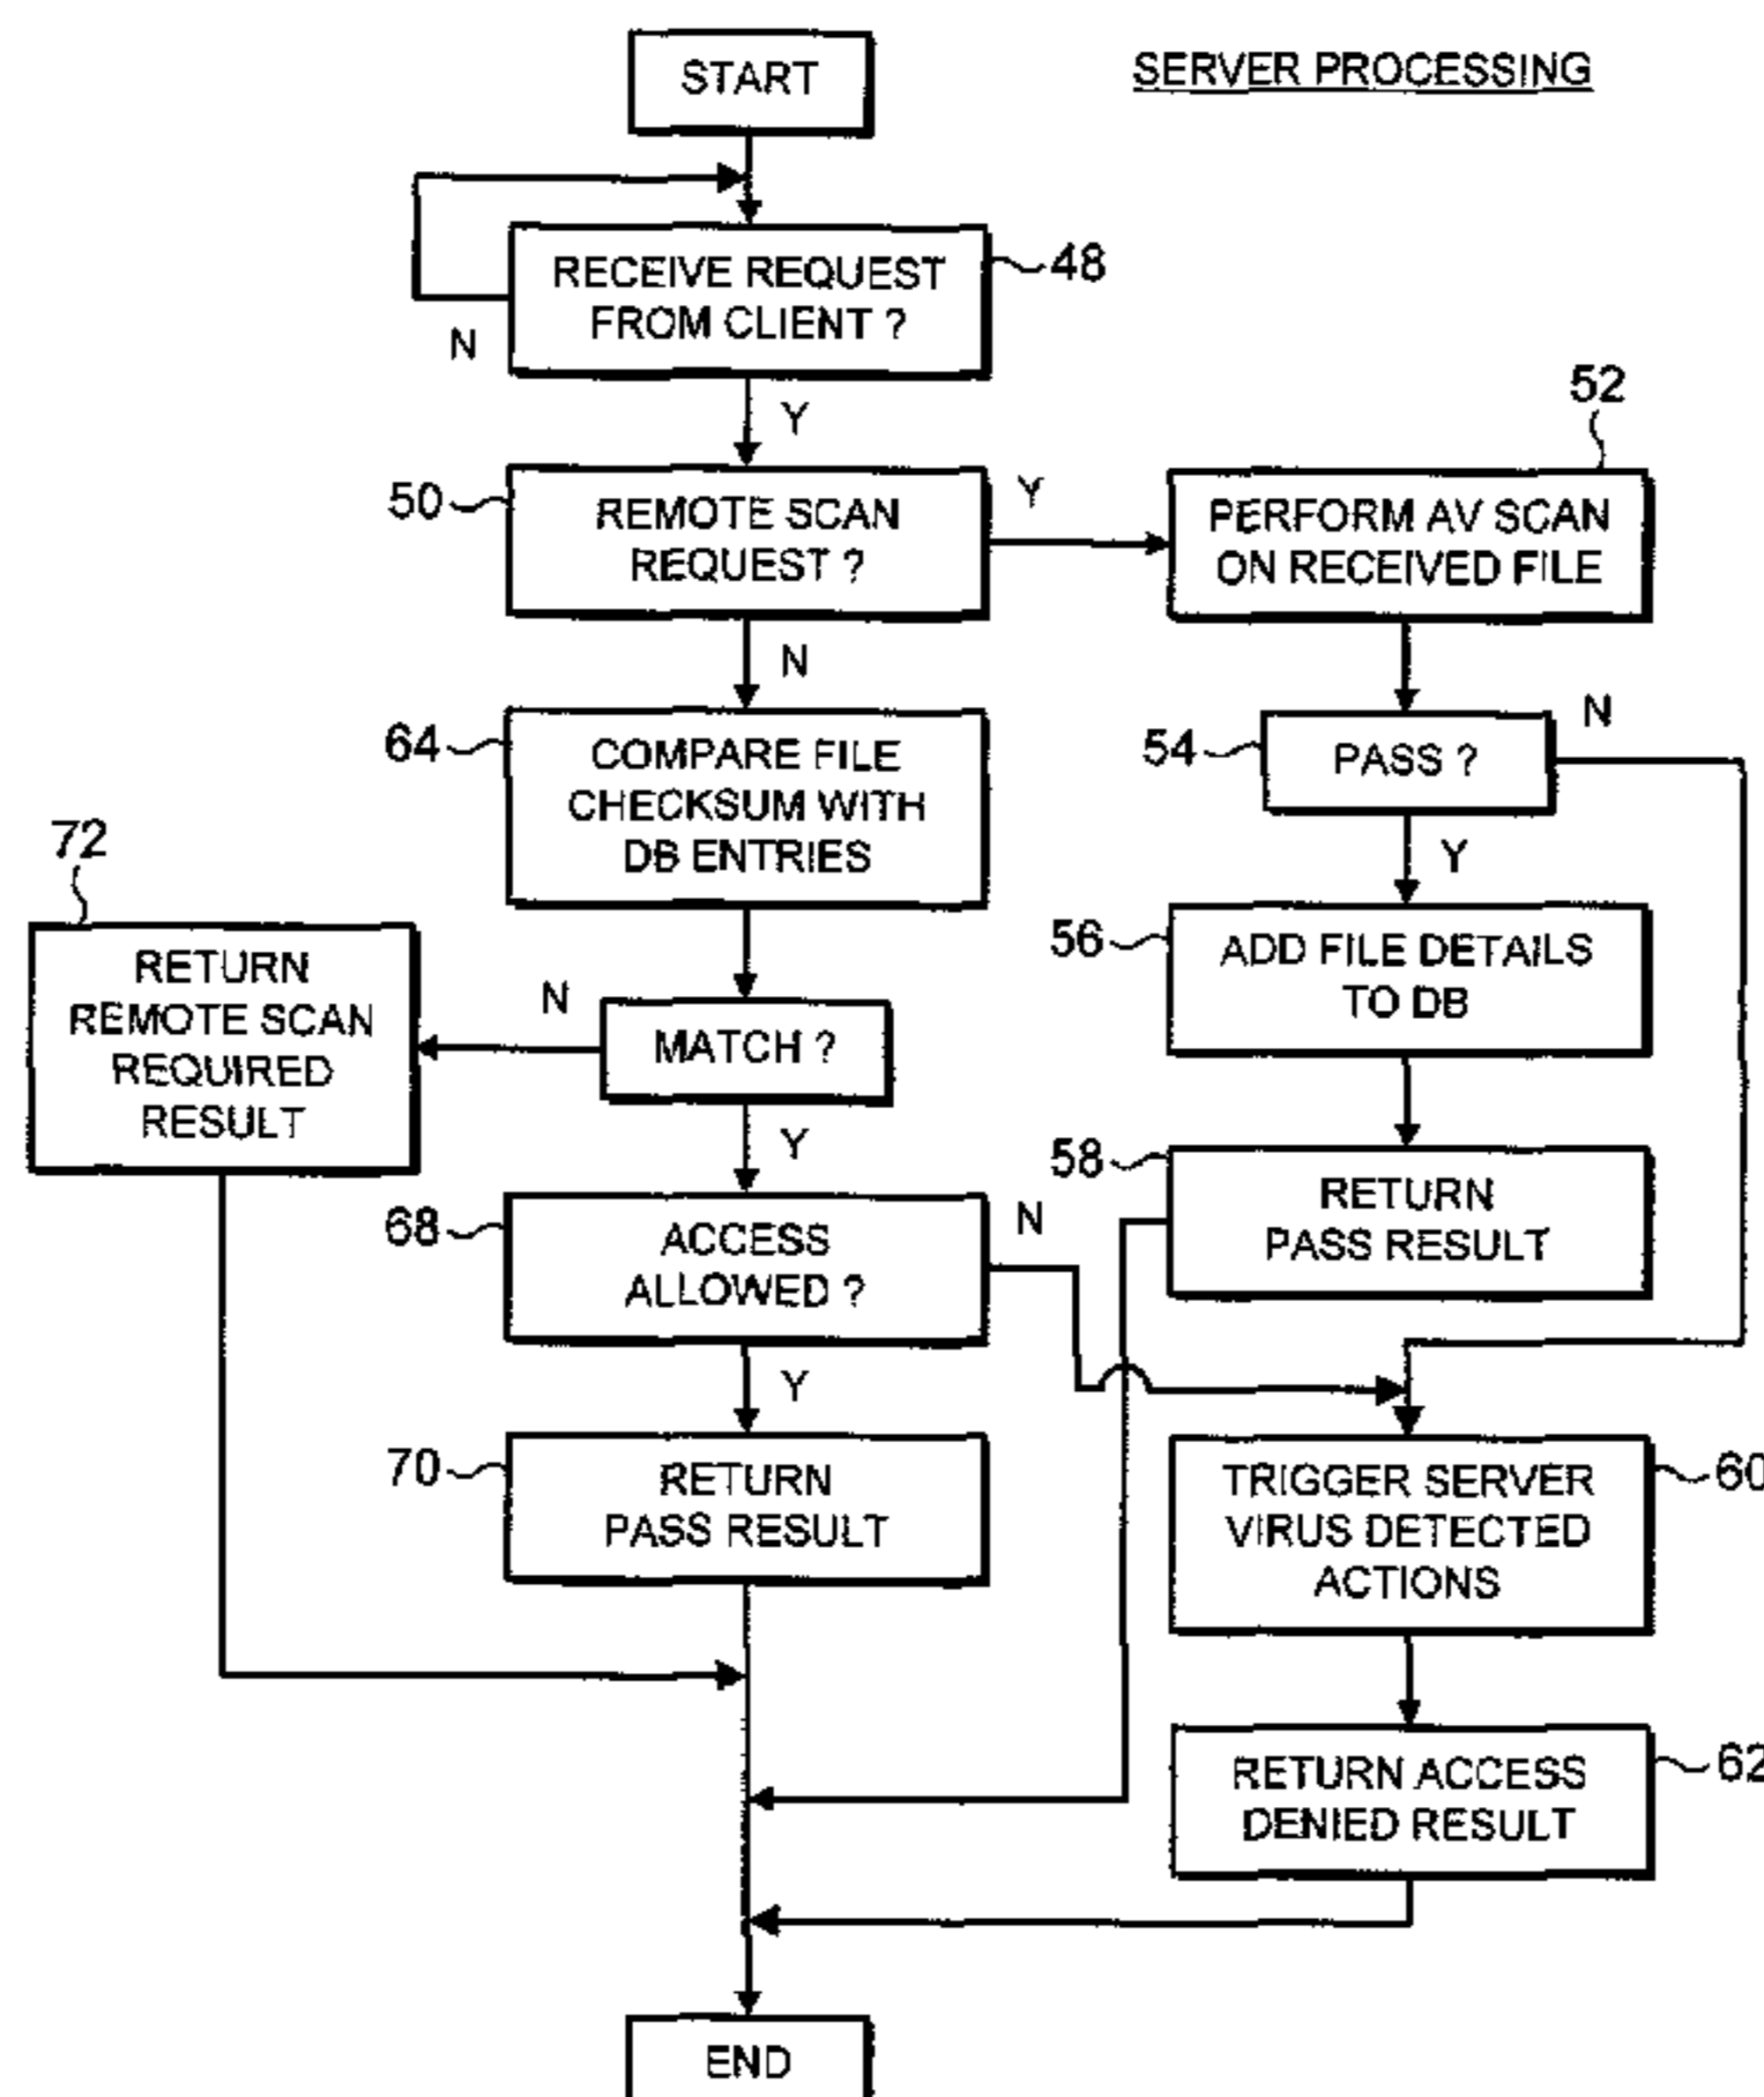 START
SERVER PROCESSING
RECEIVE REQUEST
FROM CLIENT ?
48
N
Y
50
REMOTE SCAN
REQUEST ?
Y
52
PERFORM AV SCAN
ON RECEIVED FILE
N
64
COMPARE FILE
CHECKSUM WITH
DB ENTRIES
54
PASS ?
N
Y
72
RETURN
REMOTE SCAN
REQUIRED
RESULT
N
MATCH ?
Y
56
ADD FILE DETAILS
TO DB
58
RETURN
PASS RESULT
68
ACCESS
ALLOWED ?
N
Y
70
RETURN
PASS RESULT
TRIGGER SERVER
VIRUS DETECTED
ACTIONS
60
RETURN ACCESS
DENIED RESULT
62
END